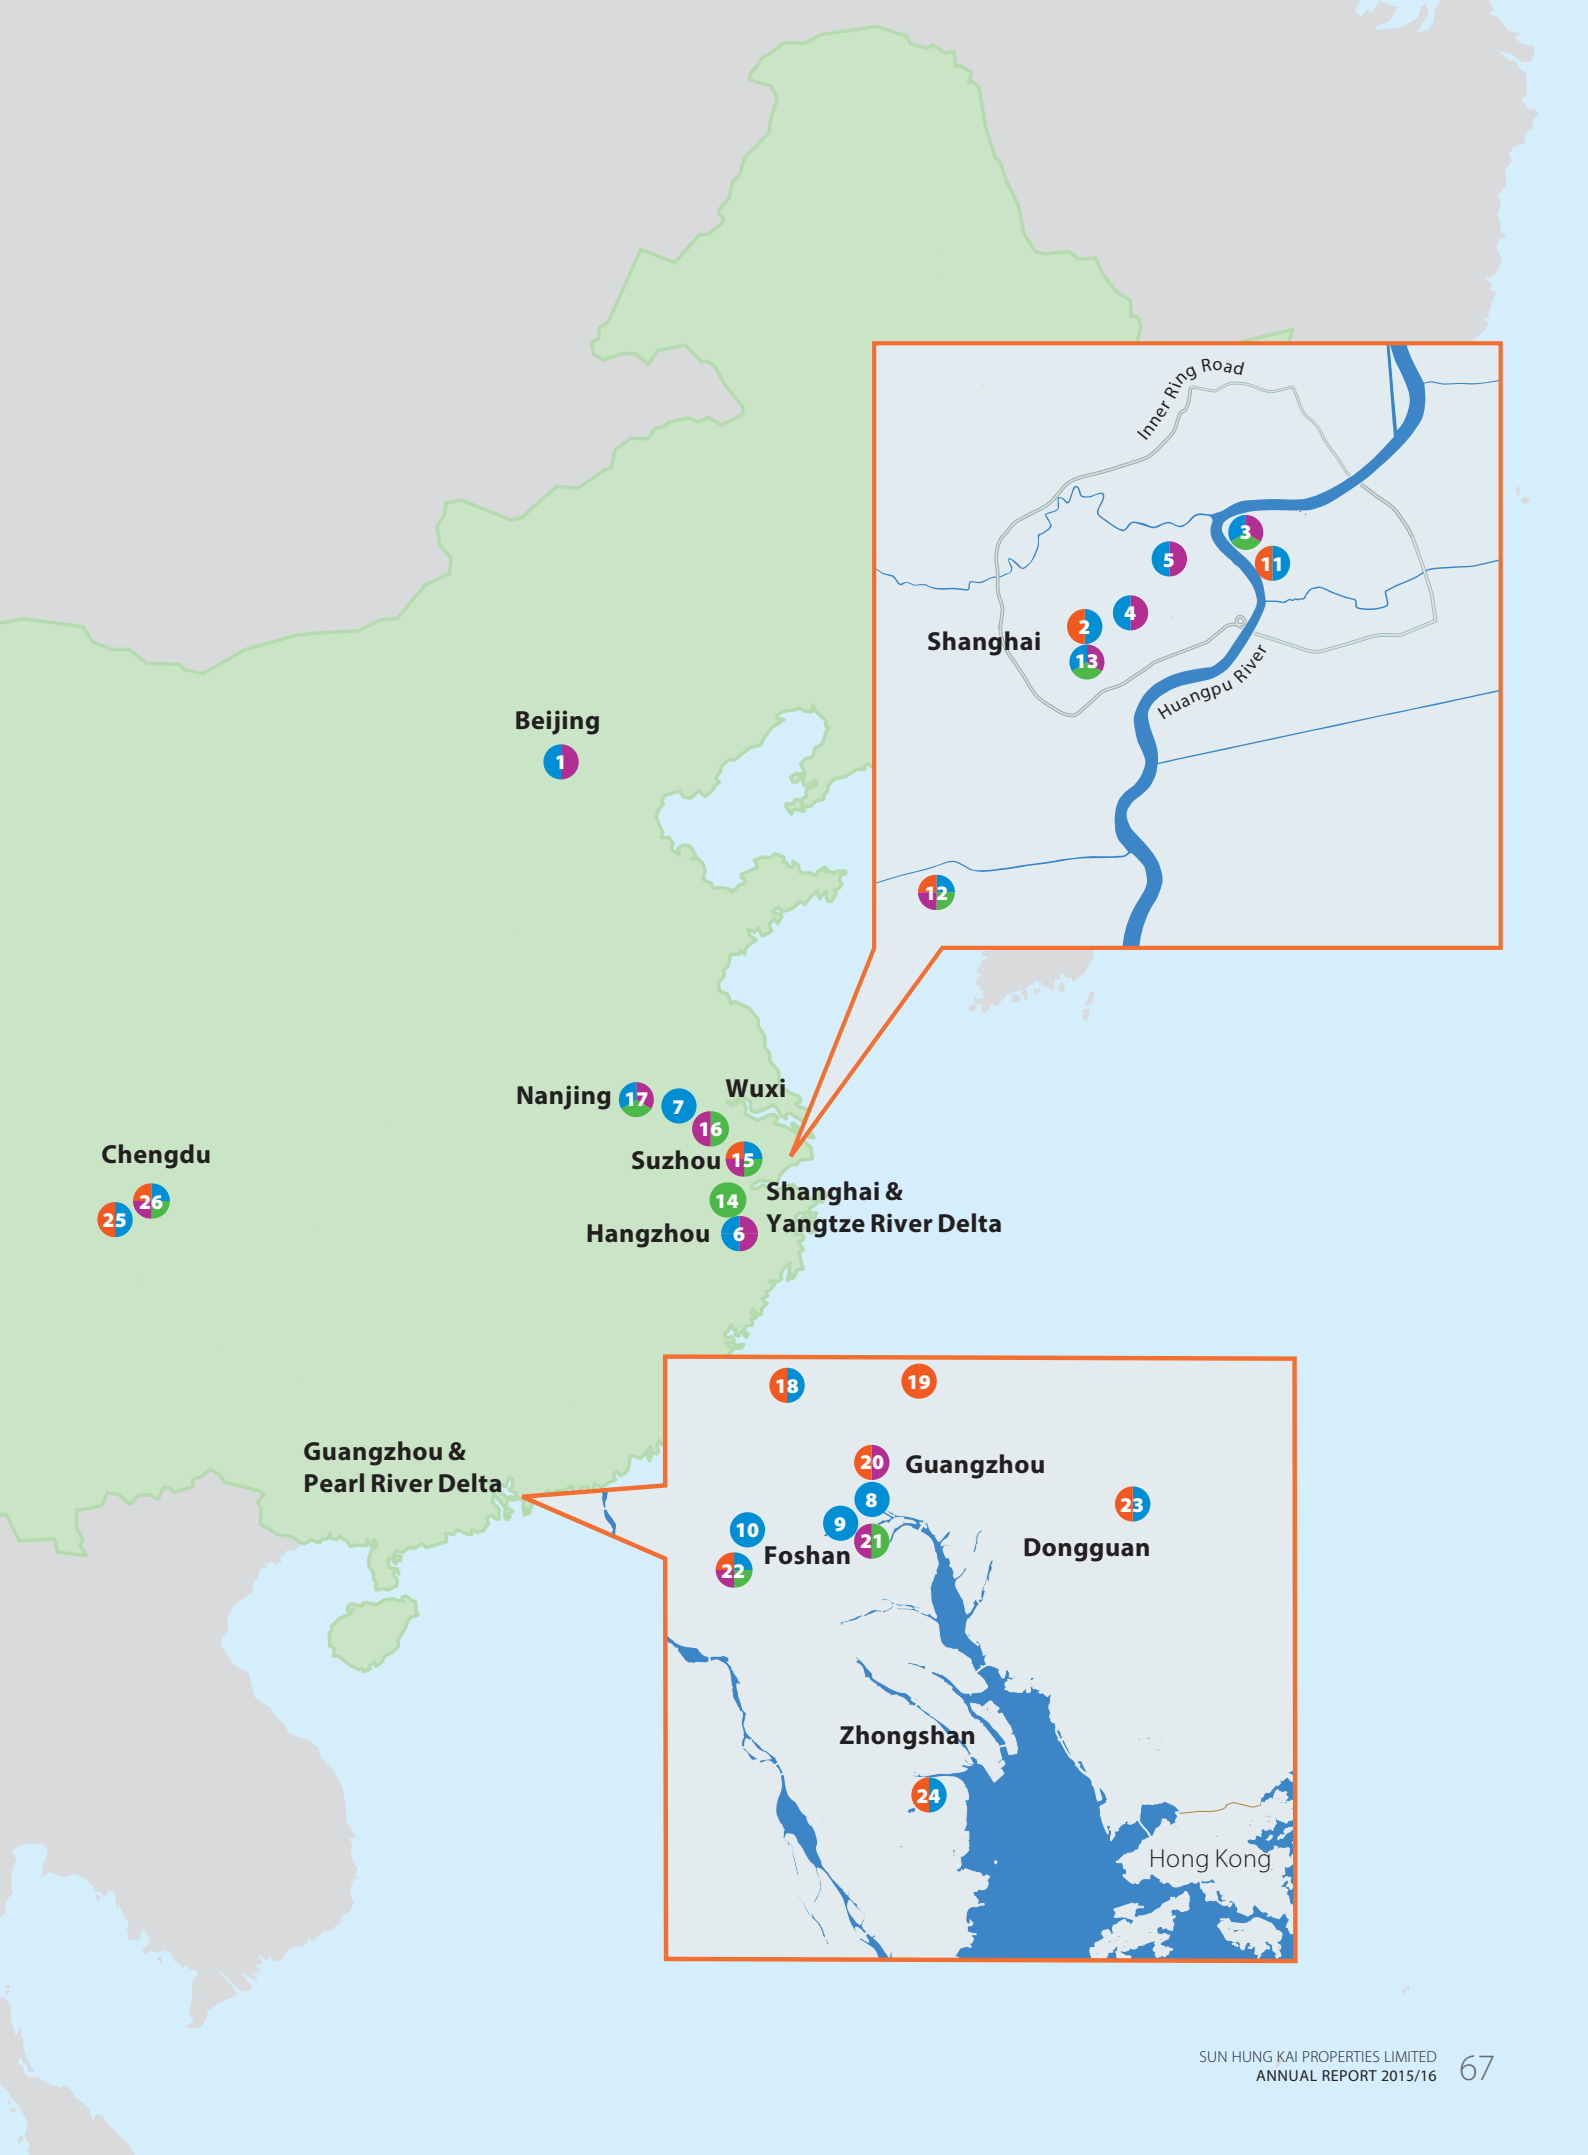 Inner Ring Road
3
5
11
4
2
Shanghai
13
Huangpu River
Beijing
1
12
Nanjing
17
7
Wuxi
16
Suzhou
15
Chengdu
26
25
14
Shanghai &
Yangtze River Delta
Hangzhou
6
18
19
Guangzhou &
Pearl River Delta
20
Guangzhou
8
23
9
10
21
Dongguan
Foshan
22
Zhongshan
24
Hong Kong
SUN HUNG KAI PROPERTIES LIMITED
ANNUAL REPORT 2015/16
67